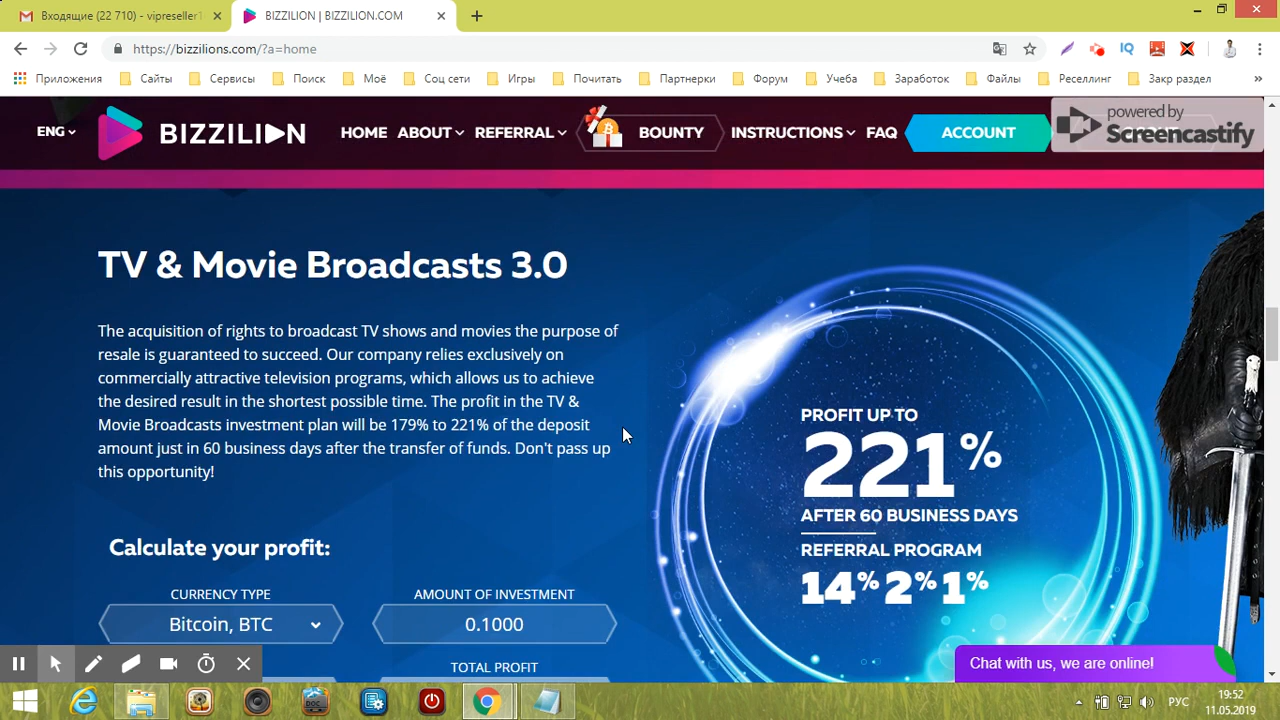 Входящие (22 710) - vipreseller1
BIZZILION | BIZZILION.COM
https://bizzilions.com/?a=home
IQ
Приложения
Сайты
Сервисы
Поиск
Моё
Соц сети
Игры
Почитать
Партнерки
Форум
Учеба
Заработок
Файлы
Реселлинг
Закр раздел
»
ENG
BIZZILION
HOME
ABOUT
REFERRAL
BOUNTY
INSTRUCTIONS
FAQ
ACCOUNT
powered by
Screencastify
TV & Movie Broadcasts 3.0
The acquisition of rights to broadcast TV shows and movies the purpose of
resale is guaranteed to succeed. Our company relies exclusively on
commercially attractive television programs, which allows us to achieve
the desired result in the shortest possible time. The profit in the TV &
Movie Broadcasts investment plan will be 179% to 221% of the deposit
amount just in 60 business days after the transfer of funds. Don't pass up
this opportunity!
PROFIT UP TO
221%
AFTER 60 BUSINESS DAYS
REFERRAL PROGRAM
14% 2% 1%
Calculate your profit:
CURRENCY TYPE
AMOUNT OF INVESTMENT
Bitcoin, BTC
0.1000
TOTAL PROFIT
Chat with us, we are online!
DOC
РУС
19:52
11.05.2019